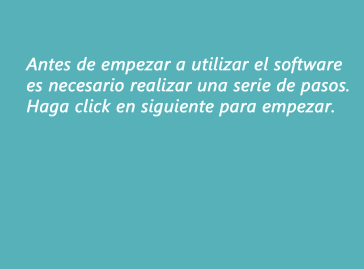 Antes de empezar a utilizar el software
es necesario realizar una serie de pasos.
Haga click en siguiente para empezar.